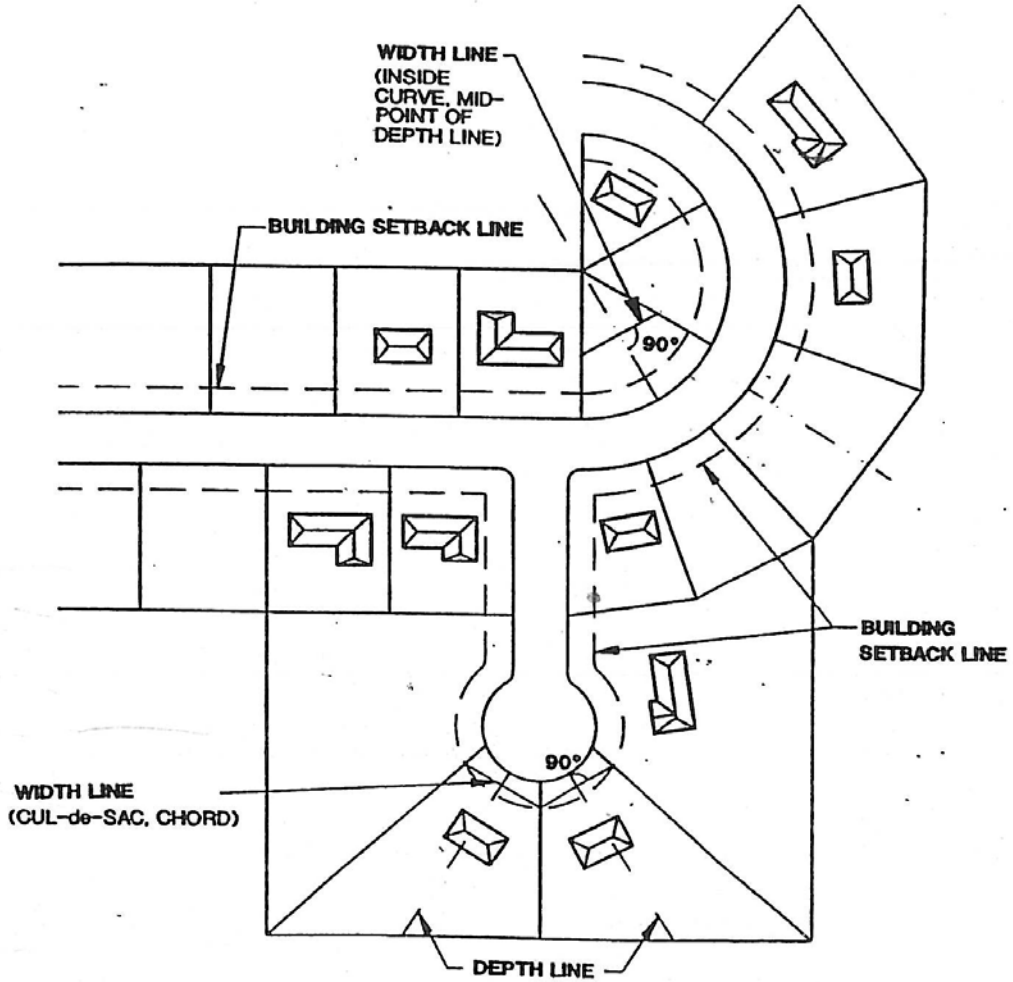 WIDTH LINE
(INSIDE
CURVE, MID-
POINT OF
DEPTH LINE)
BUILDING SETBACK LINE
90°
BUILDING
SETBACK LINE
90°
WIDTH LINE
(CUL-de-SAC, CHORD)
DEPTH LINE